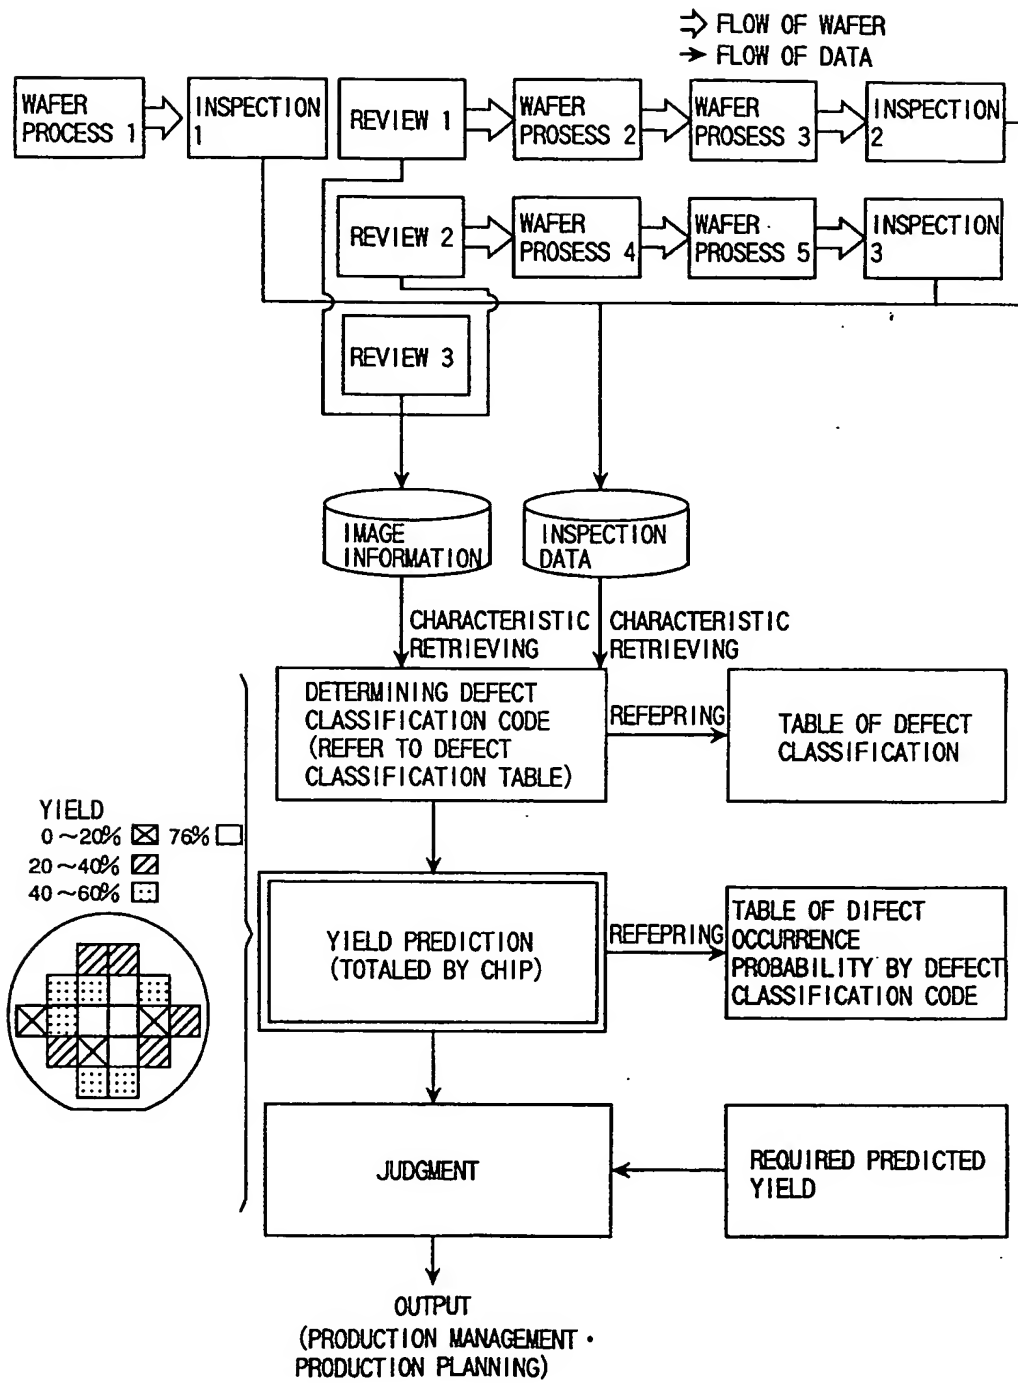 FLOW OF WAFER
FLOW OF DATA
WAFER
PROCESS 1
INSPECTION
1
REVIEW 1
WAFER
PROSESS 2
WAFER
PROSESS 3
INSPECTION
2
REVIEW 2
WAFER
PROSESS 4
WAFER
PROSESS 5
INSPECTION
3
REVIEW 3
IMAGE
INFORMATION
INSPECTION
DATA
CHARACTERISTIC
RETRIEVING
CHARACTERISTIC
RETRIEVING
DETERMINING DEFECT
CLASSIFICATION CODE
(REFER TO DEFECT
CLASSIFICATION TABLE)
REFEPRING
TABLE OF DEFECT
CLASSIFICATION
YIELD
0~20% 76%
20~40%
40~60%
YIELD PREDICTION
(TOTALED BY CHIP)
REFEPRING
TABLE OF DIFECT
OCCURRENCE
PROBABILITY BY DEFECT
CLASSIFICATION CODE
JUDGMENT
REQUIRED PREDICTED
YIELD
OUTPUT
(PRODUCTION MANAGEMENT・
PRODUCTION PLANNING)